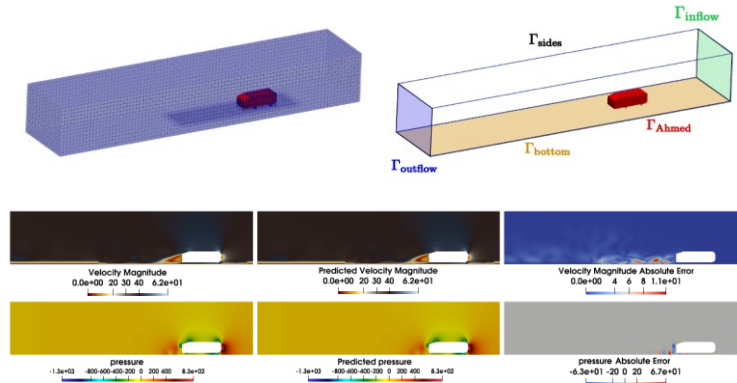 Γinflow
Γsides
ΓAhmed
Γbottom
Γoutflow
Velocity Magnitude
0.0e+00 20 30 40 6.2e+01
Predicted Velocity Magnitude
0.0e+00 20 30 40 6.2e+01
Velocity Magnitude Absolute Error
0.0e+00 4 6 8 1.1e+01
pressure
-1.3e+03 -800-600-400-200 0 8.3e+02
Predicted pressure
-1.3e+03 -800-600-400-200 0 8.3e+02
pressure Absolute Error
-6.3e+01 -20 0 20 6.7e+01